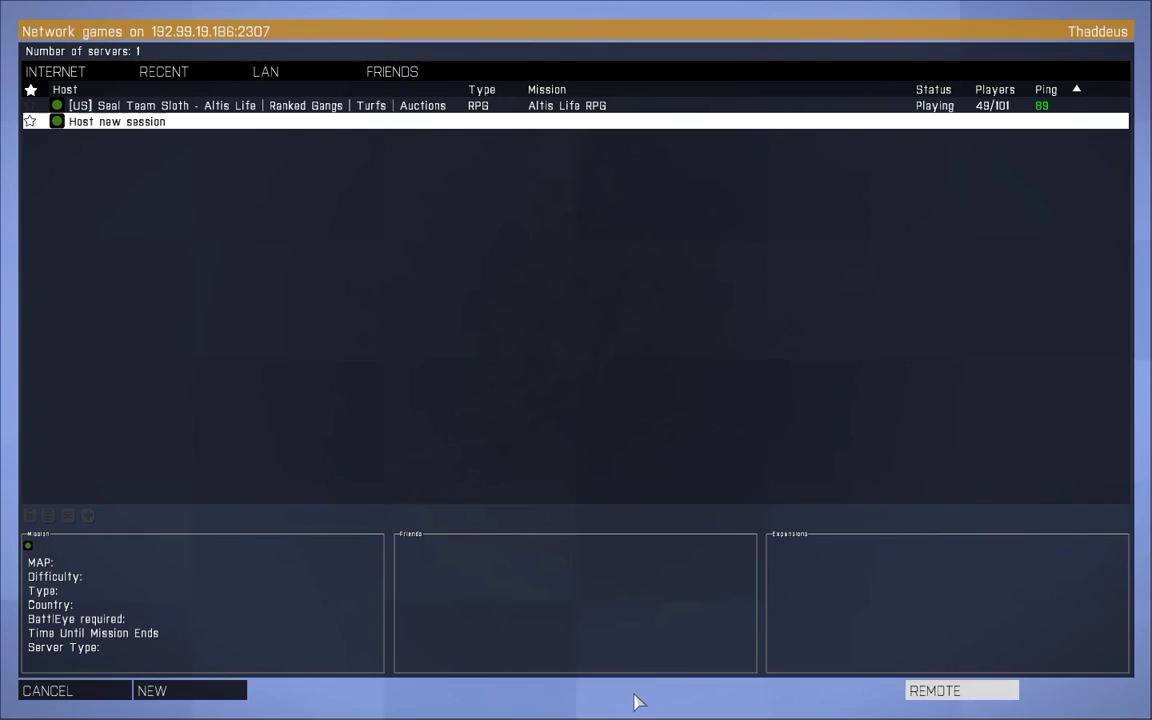 Network games on 192.99.19.186:2307 Thaddeus
Number of servers: 1
INTERNET RECENT LAN FRIENDS
Host Type Mission Status Players Ping
[US] Seal Team Sloth - Altis Life | Ranked Gangs | Turfs | Auctions RPG Altis Life RPG Playing 49/101 89
Host new session
Mission Friends Expansions
MAP:
Difficulty:
Type:
Country:
BattlEye required:
Time Until Mission Ends
Server Type:
CANCEL NEW REMOTE